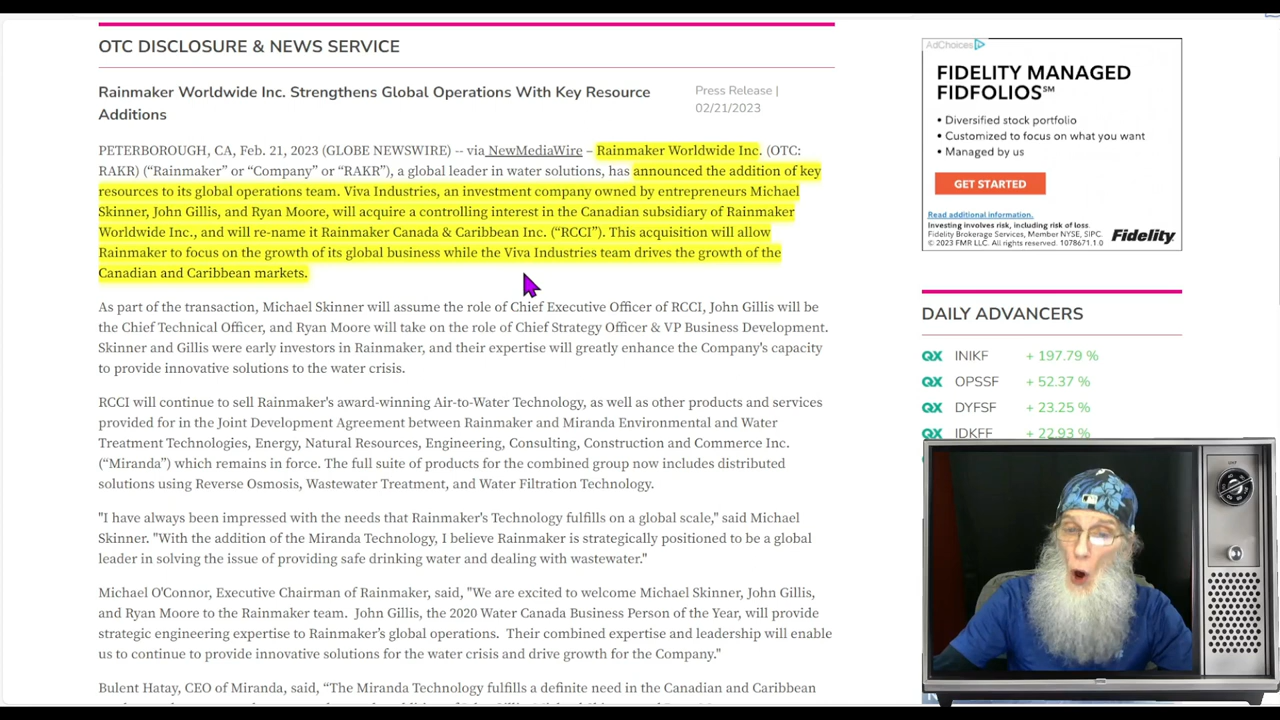 OTC DISCLOSURE & NEWS SERVICE
Rainmaker Worldwide Inc. Strengthens Global Operations With Key Resource
Additions
Press Release |
02/21/2023
PETERBOROUGH, CA, Feb. 21, 2023 (GLOBE NEWSWIRE) -- via NewMediaWire – Rainmaker Worldwide Inc. (OTC:
RAKR) (“Rainmaker” or “Company” or “RAKR”), a global leader in water solutions, has announced the addition of key
resources to its global operations team. Viva Industries, an investment company owned by entrepreneurs Michael
Skinner, John Gillis, and Ryan Moore, will acquire a controlling interest in the Canadian subsidiary of Rainmaker
Worldwide Inc., and will re-name it Rainmaker Canada & Caribbean Inc. (“RCCI”). This acquisition will allow
Rainmaker to focus on the growth of its global business while the Viva Industries team drives the growth of the
Canadian and Caribbean markets.
As part of the transaction, Michael Skinner will assume the role of Chief Executive Officer of RCCI, John Gillis will be
the Chief Technical Officer, and Ryan Moore will take on the role of Chief Strategy Officer & VP Business Development.
Skinner and Gillis were early investors in Rainmaker, and their expertise will greatly enhance the Company's capacity
to provide innovative solutions to the water crisis.
RCCI will continue to sell Rainmaker's award-winning Air-to-Water Technology, as well as other products and services
provided for in the Joint Development Agreement between Rainmaker and Miranda Environmental and Water
Treatment Technologies, Energy, Natural Resources, Engineering, Consulting, Construction and Commerce Inc.
(“Miranda”) which remains in force. The full suite of products for the combined group now includes distributed
solutions using Reverse Osmosis, Wastewater Treatment, and Water Filtration Technology.
"I have always been impressed with the needs that Rainmaker's Technology fulfills on a global scale," said Michael
Skinner. "With the addition of the Miranda Technology, I believe Rainmaker is strategically positioned to be a global
leader in solving the issue of providing safe drinking water and dealing with wastewater."
Michael O'Connor, Executive Chairman of Rainmaker, said, "We are excited to welcome Michael Skinner, John Gillis,
and Ryan Moore to the Rainmaker team. John Gillis, the 2020 Water Canada Business Person of the Year, will provide
strategic engineering expertise to Rainmaker’s global operations. Their combined expertise and leadership will enable
us to continue to provide innovative solutions for the water crisis and drive growth for the Company."
Bulent Hatay, CEO of Miranda, said, “The Miranda Technology fulfills a definite need in the Canadian and Caribbean
AdChoices
FIDELITY MANAGED
FIDFOLIOS℠
• Diversified stock portfolio
• Customized to focus on what you want
• Managed by us
GET STARTED
Read additional information.
Investing involves risk, including risk of loss.
Fidelity Brokerage Services, Member NYSE, SIPC.
© 2023 FMR LLC. All rights reserved. 1078671.1.0
Fidelity
DAILY ADVANCERS
QX INIKF + 197.79 %
QX OPSSF + 52.37 %
QX DYFSF + 23.25 %
QX IDKFF + 22.93 %